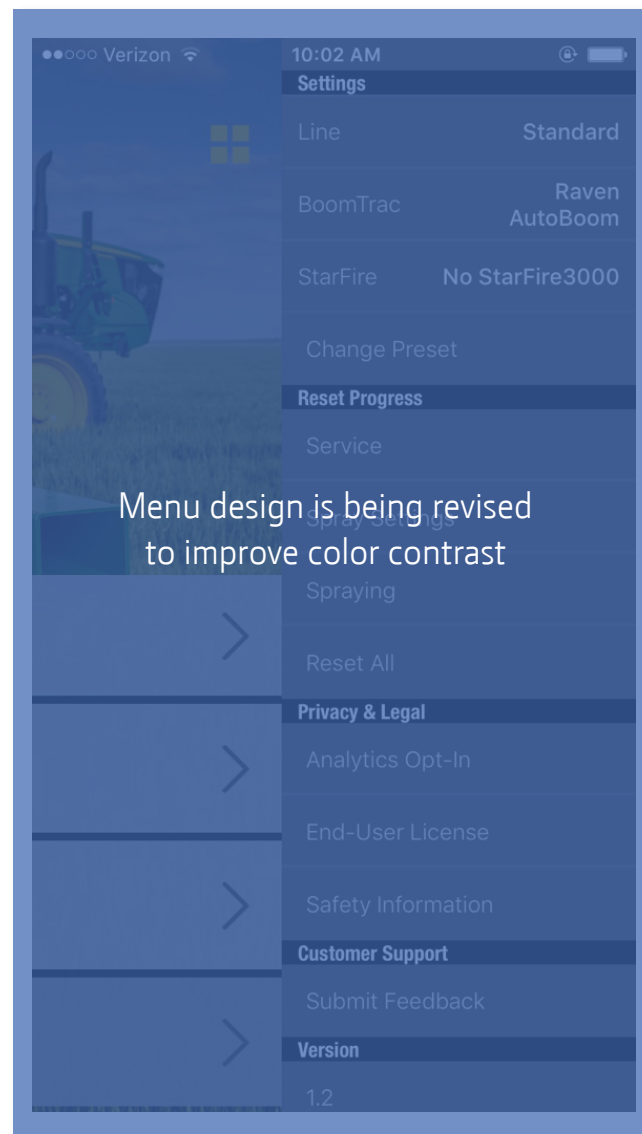 Verizon 10:02 AM
Settings
Line Standard
BoomTrac Raven
AutoBoom
StarFire No StarFire3000
Change Preset
Reset Progress
Service
Menu design is being revised
Spray Settings
to improve color contrast
Spraying
Reset All
Privacy & Legal
Analytics Opt-In
End-User License
Safety Information
Customer Support
Submit Feedback
Version
1.2